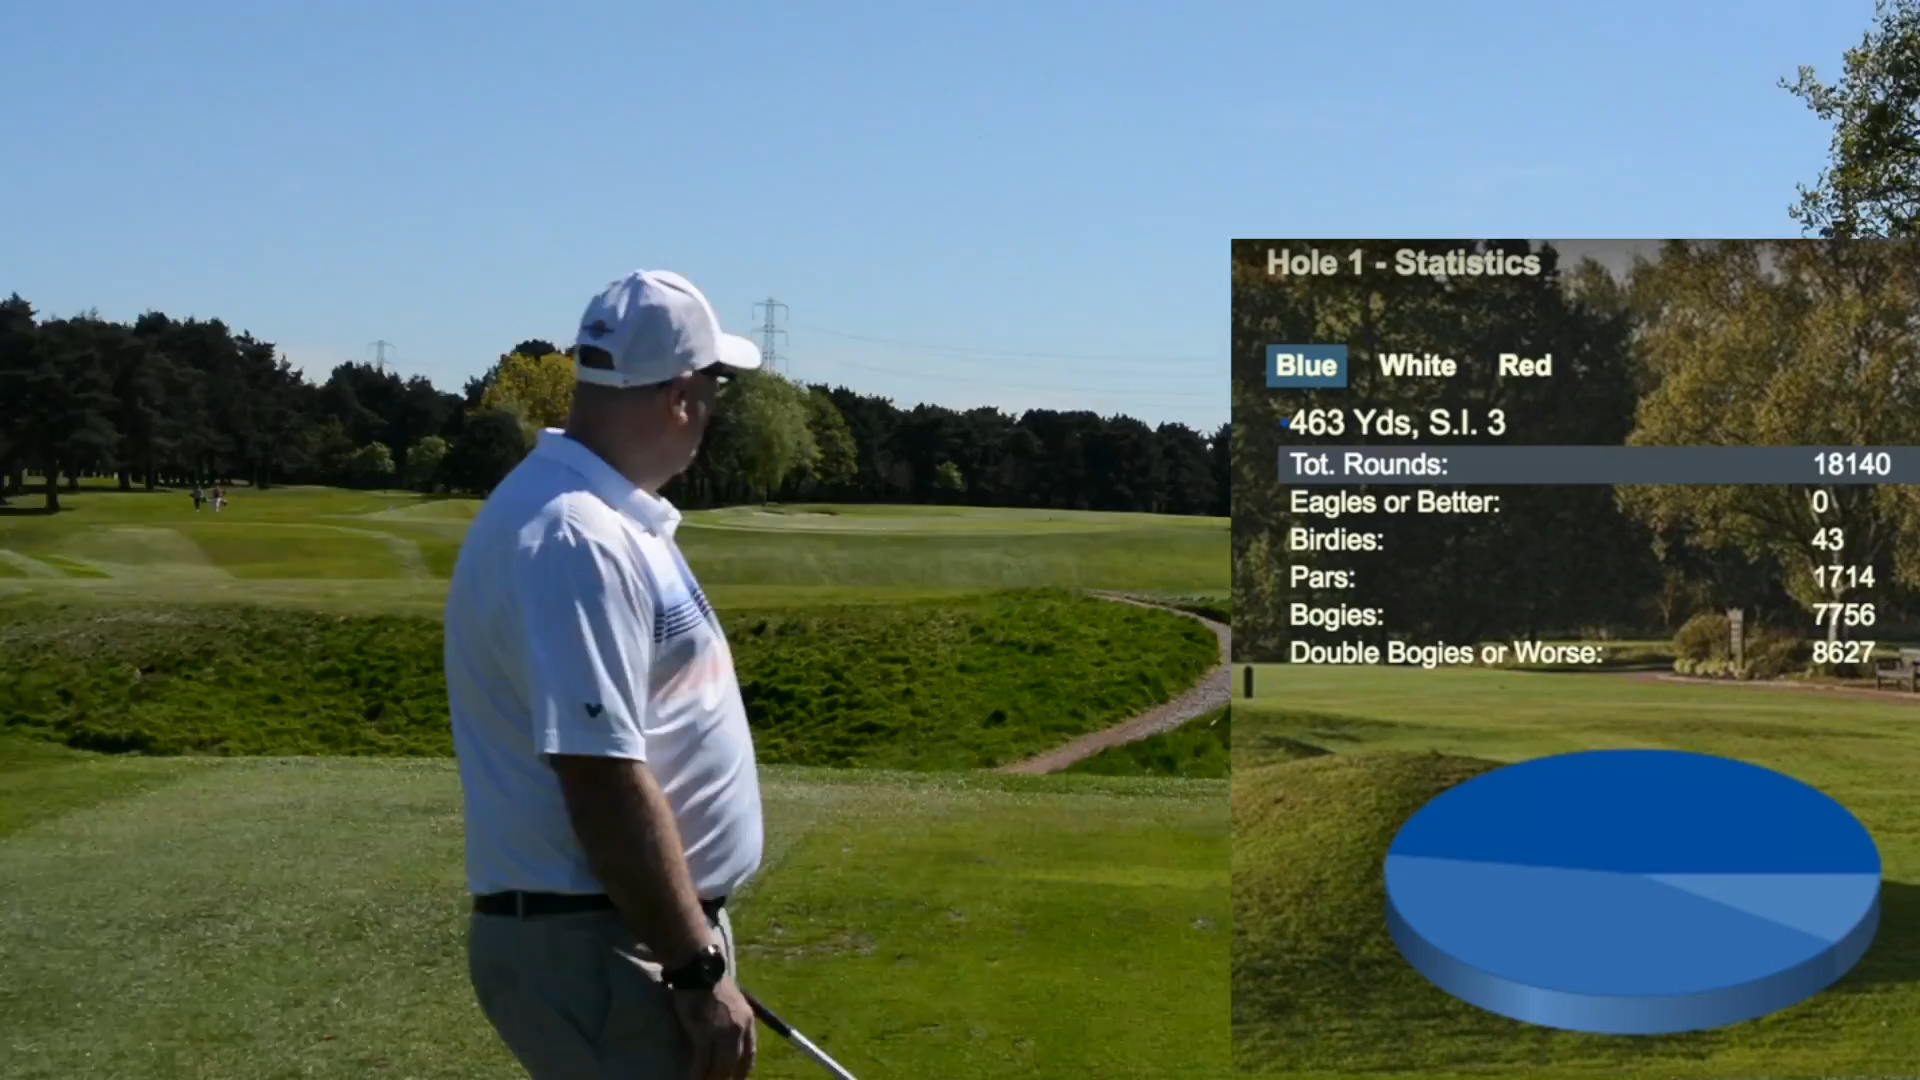 Hole 1 - Statistics
Blue White Red
463 Yds, S.I. 3
Tot. Rounds: 18140
Eagles or Better: 0
Birdies: 43
Pars: 1714
Bogies: 7756
Double Bogies or Worse: 8627